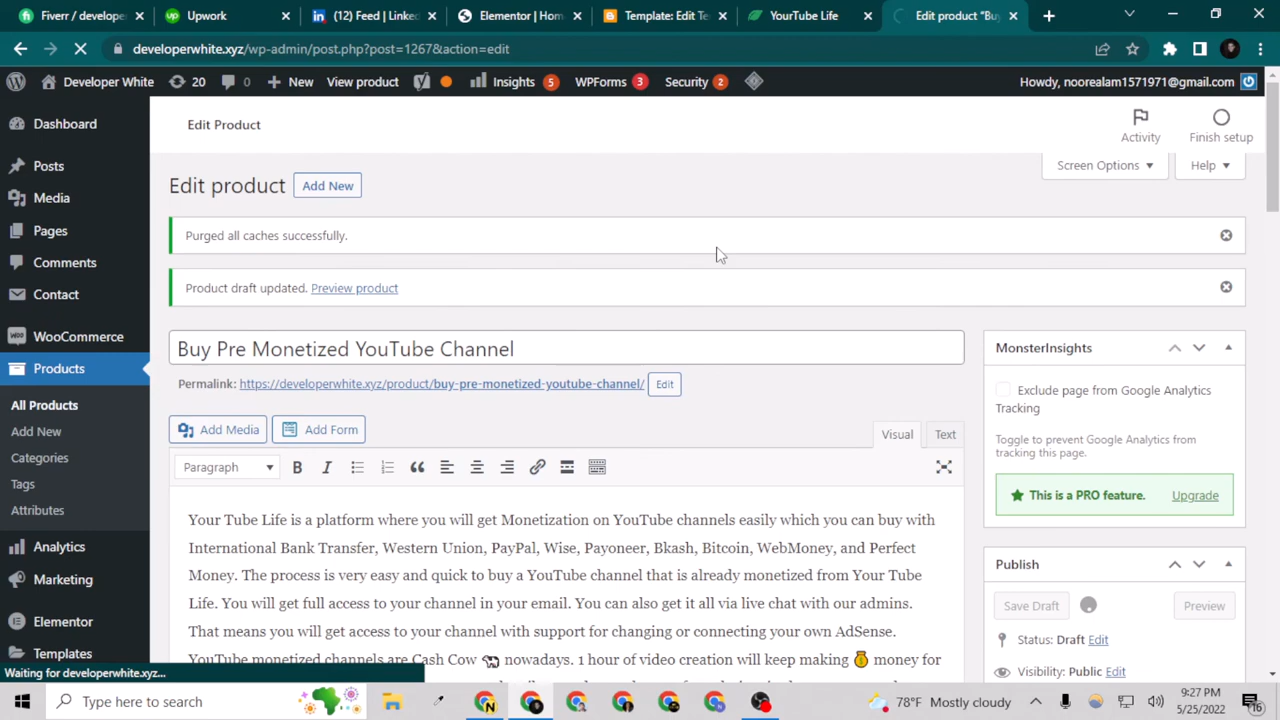 Fiverr / developerw
Upwork
(12) Feed | Linke
Elementor | Hom
Template: Edit Te
YourTube Life
Edit product "Bu
developerwhite.xyz/wp-admin/post.php?post=1267&action=edit
Developer White
20
0
New
View product
Insights
5
WPForms
3
Security
2
Howdy, noorealam1571971@gmail.com
Dashboard
Posts
Media
Pages
Comments
Contact
WooCommerce
Products
All Products
Add New
Categories
Tags
Attributes
Analytics
Marketing
Elementor
Templates
Edit Product
Activity
Finish setup
Screen Options
Help
Edit product
Add New
Purged all caches successfully.
Product draft updated. Preview product
Buy Pre Monetized YouTube Channel
Permalink: https://developerwhite.xyz/product/buy-pre-monetized-youtube-channel/ Edit
Add Media
Add Form
Visual
Text
Paragraph
Your Tube Life is a platform where you will get Monetization on YouTube channels easily which you can buy with
International Bank Transfer, Western Union, PayPal, Wise, Payoneer, Bkash, Bitcoin, WebMoney, and Perfect
Money. The process is very easy and quick to buy a YouTube channel that is already monetized from Your Tube
Life. You will get full access to your channel in your email. You can also get it all via live chat with our admins.
That means you will get access to your channel with support for changing or connecting your own AdSense.
YouTube monetized channels are Cash Cow 🐄 nowadays. 1 hour of video creation will keep making 💰 money for
MonsterInsights
Exclude page from Google Analytics
Tracking
Toggle to prevent Google Analytics from
tracking this page.
This is a PRO feature.
Upgrade
Publish
Save Draft
Preview
Status: Draft Edit
Visibility: Public Edit
Waiting for developerwhite.xyz...
Type here to search
78°F Mostly cloudy
9:27 PM
5/25/2022
16